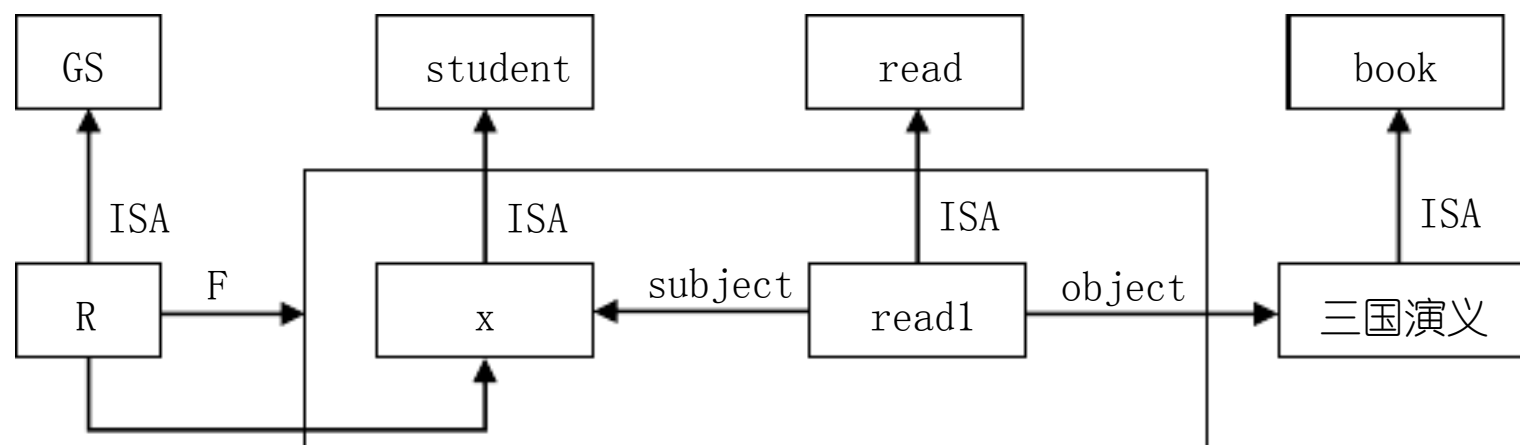 GS student read book
ISA ISA ISA ISA
F subject object
R x read1 三国演义